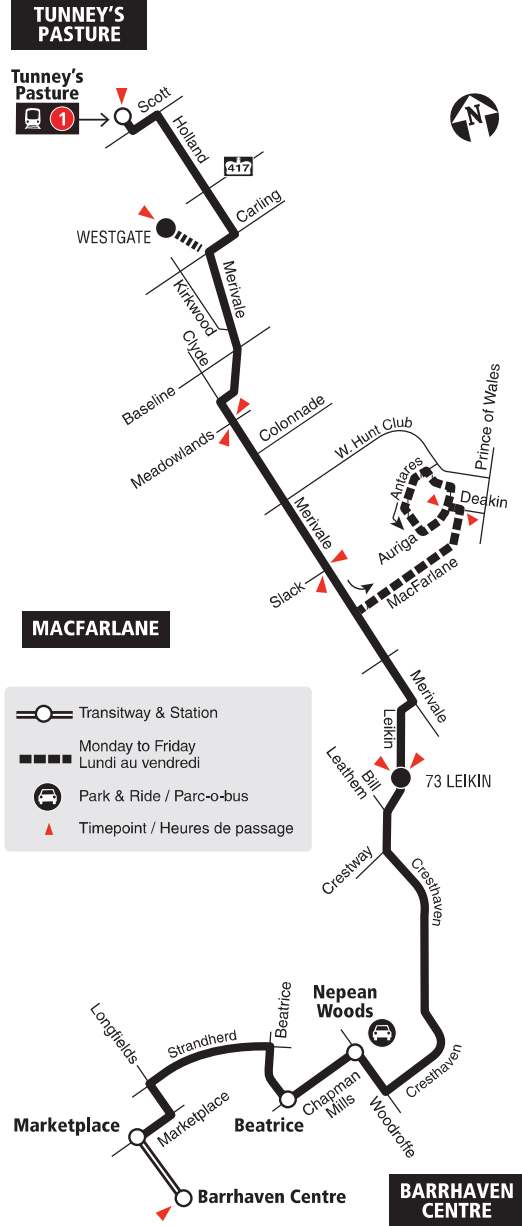 TUNNEY'S
PASTURE
Tunney's
Pasture
1
Scott
N
Holland
417
Carling
WESTGATE
Merivale
Kirkwood
Clyde
Baseline
Meadowlands
Colonnade
W. Hunt Club
Prince of Wales
Antares
Deakin
Merivale
Auriga
MacFarlane
Slack
MACFARLANE
Merivale
Leikin
Transitway & Station
Monday to Friday
Lundi au vendredi
Park & Ride / Parc-o-bus
Timepoint / Heures de passage
73 LEIKIN
Bill
Leathem
Crestway
Cresthaven
Nepean
Woods
Beatrice
Longfields
Strandherd
Cresthaven
Marketplace
Chapman
Mills
Woodroffe
Marketplace
Beatrice
Barrhaven Centre
BARRHAVEN
CENTRE